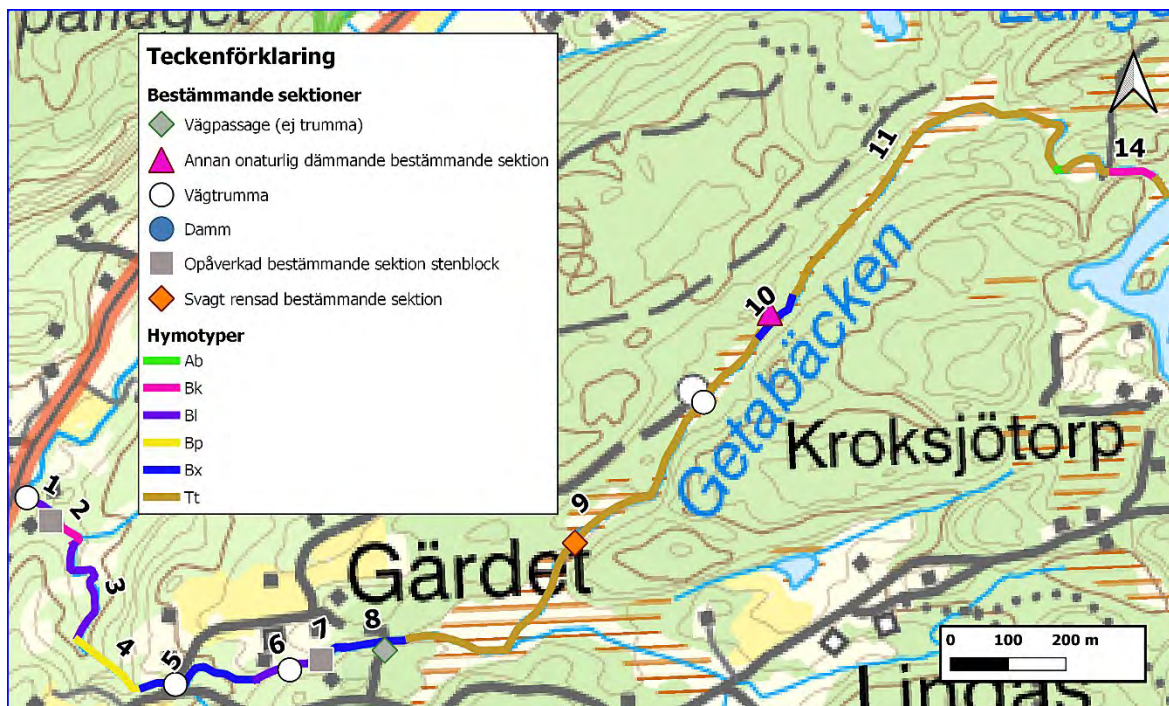 Teckenförklaring
Bestämmande sektioner
Vägpassage (ej trumma)
Annan onaturlig dämmande bestämmande sektion
Vägtrumma
Damm
Opåverkad bestämmande sektion stenblock
Svagt rensad bestämmande sektion
Hymotyper
Ab
Bk
Bl
Bp
Bx
Tt
11
14
10
Getabäcken
Kroksjötorp
1
2
9
Gärdet
3
4
5
6
7
8
0 100 200 m
Lindås